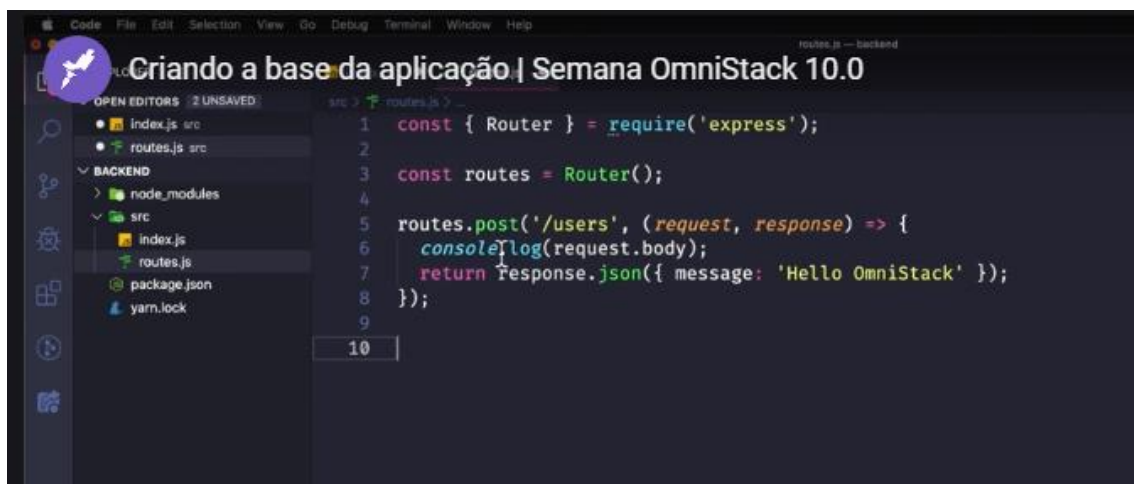 Code File Edit Selection View Go Debug Terminal Window Help
routes.js — backend
Criando a base da aplicação | Semana OmniStack 10.0
OPEN EDITORS 2 UNSAVED
index.js src
routes.js src
BACKEND
node_modules
src
index.js
routes.js
package.json
yarn.lock
src > routes.js > ...
1 const { Router } = require('express');
2
3 const routes = Router();
4
5 routes.post('/users', (request, response) => {
6 console.log(request.body);
7 return response.json({ message: 'Hello OmniStack' });
8 });
9
10